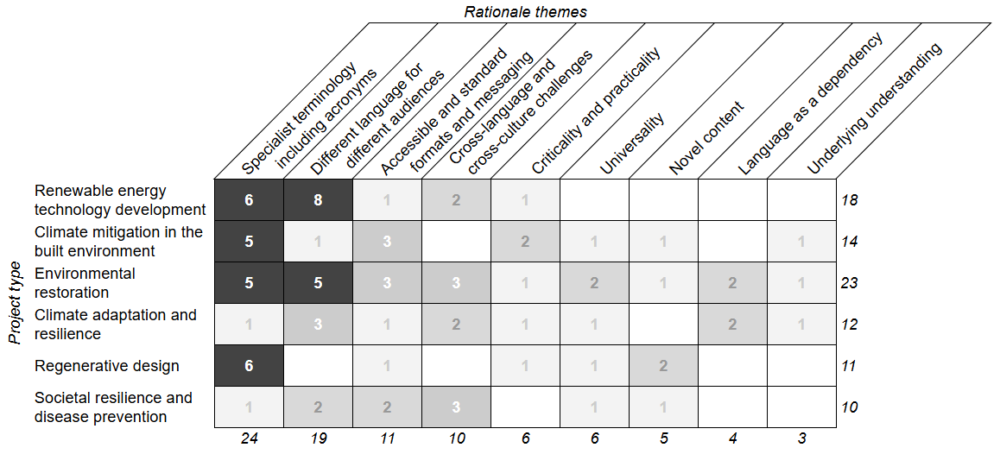 Rationale themes
Specialist terminology
including acronyms
Different language for
different audiences
Accessible and standard
formats and messaging
Cross-language and
cross-culture challenges
Criticality and practicality
Universality
Novel content
Language as a dependency
Underlying understanding
Project type
Renewable energy
technology development
6 8 1 2 1 18
Climate mitigation in the
built environment
5 1 3 2 1 1 1 14
Environmental
restoration
5 5 3 3 1 2 1 2 1 23
Climate adaptation and
resilience
1 3 1 2 1 1 2 1 12
Regenerative design
6 1 1 1 2 11
Societal resilience and
disease prevention
1 2 2 3 1 1 10
24 19 11 10 6 6 5 4 3